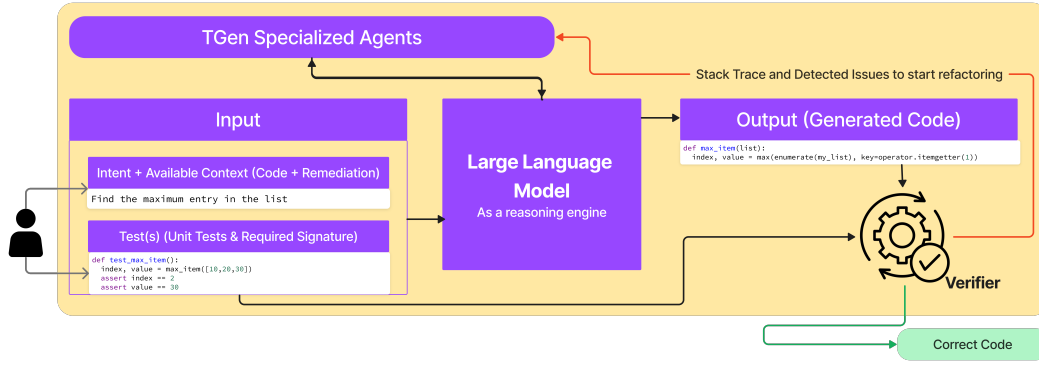 TGen Specialized Agents
Stack Trace and Detected Issues to start refactoring
Input
Intent + Available Context (Code + Remediation)
Find the maximum entry in the list
Test(s) (Unit Tests & Required Signature)
def test_max_item():
  index, value = max_item([10,20,30])
  assert index == 2
  assert value == 30
Large Language
Model
As a reasoning engine
Output (Generated Code)
def max_item(list):
  index, value = max(enumerate(my_list), key=operator.itemgetter(1))
Verifier
Correct Code